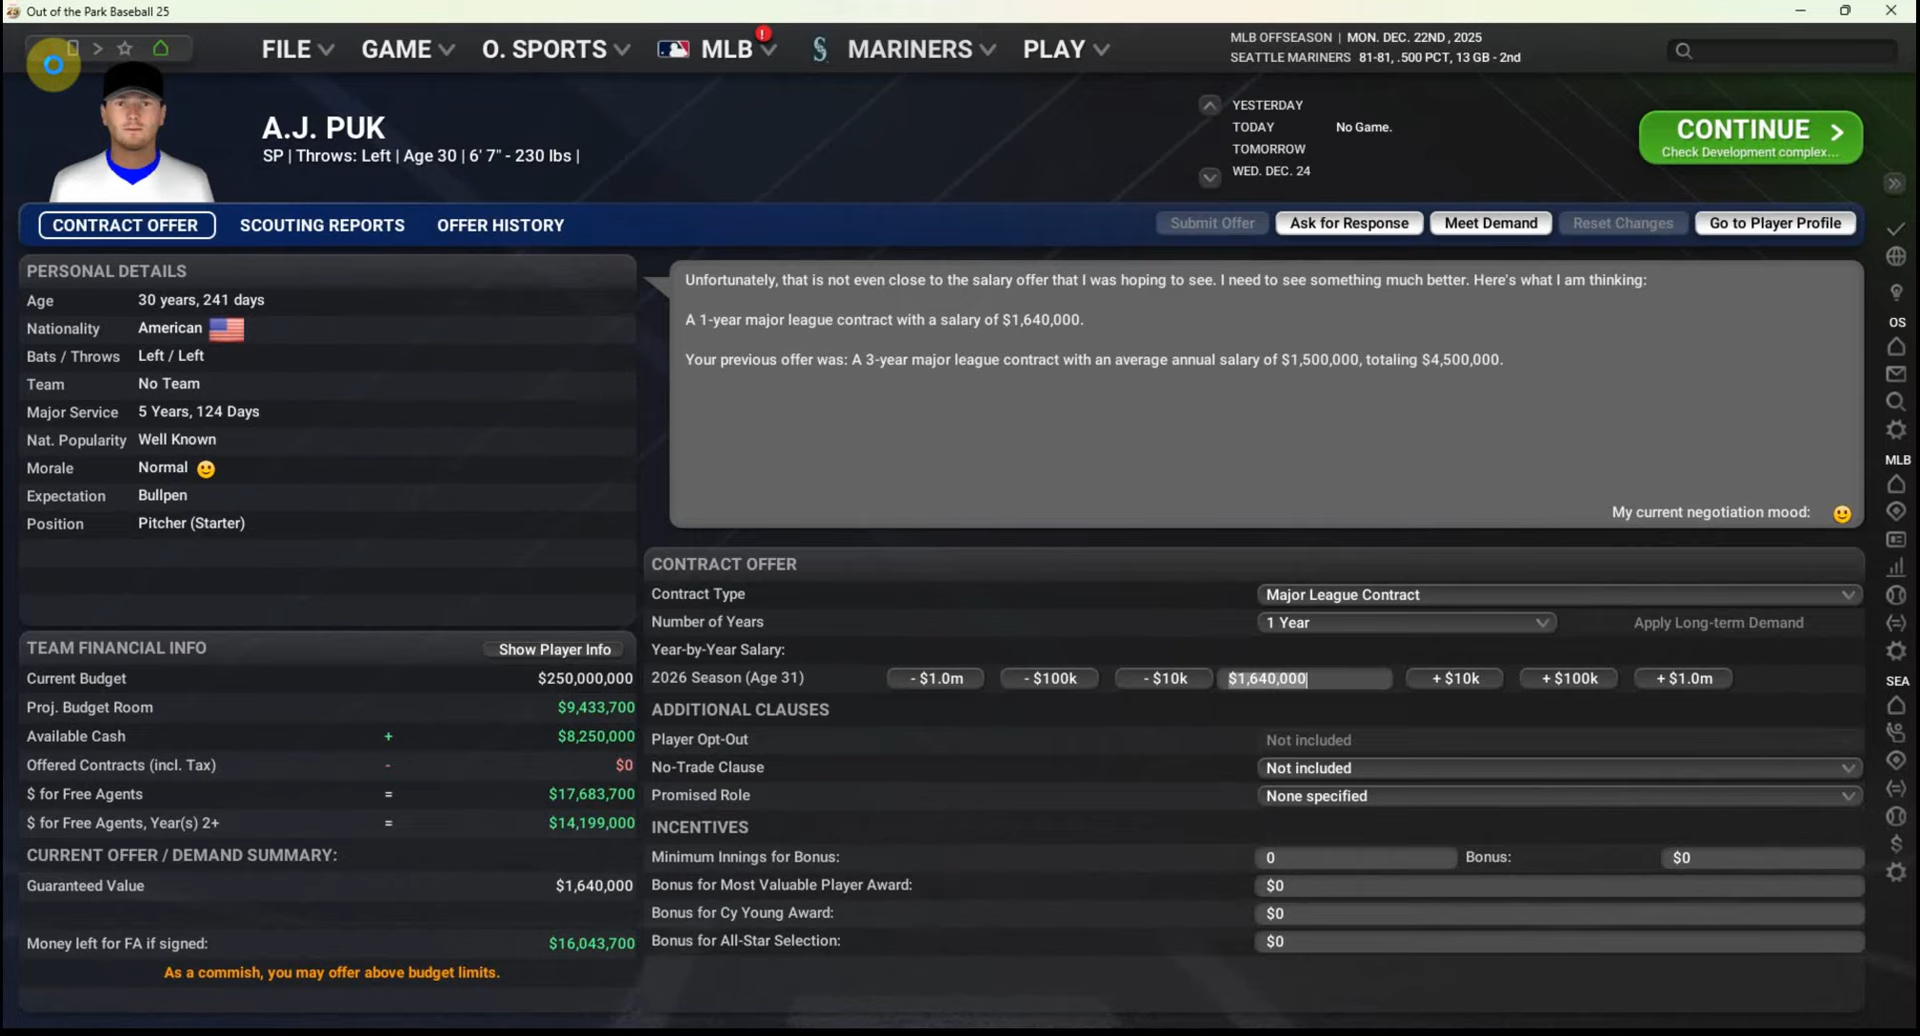 Out of the Park Baseball 25
FILE GAME O. SPORTS MLB MARINERS PLAY
MLB OFFSEASON | MON. DEC. 22ND , 2025
SEATTLE MARINERS 81-81, .500 PCT, 13 GB - 2nd
A.J. PUK
SP | Throws: Left | Age 30 | 6' 7" - 230 lbs |
YESTERDAY
TODAY No Game.
TOMORROW
WED. DEC. 24
CONTINUE
Check Development complex...
CONTRACT OFFER SCOUTING REPORTS OFFER HISTORY Submit Offer Ask for Response Meet Demand Reset Changes Go to Player Profile
PERSONAL DETAILS
Age 30 years, 241 days
Nationality American
Bats / Throws Left / Left
Team No Team
Major Service 5 Years, 124 Days
Nat. Popularity Well Known
Morale Normal
Expectation Bullpen
Position Pitcher (Starter)
Unfortunately, that is not even close to the salary offer that I was hoping to see. I need to see something much better. Here's what I am thinking:
A 1-year major league contract with a salary of $1,640,000.
Your previous offer was: A 3-year major league contract with an average annual salary of $1,500,000, totaling $4,500,000.
My current negotiation mood:
TEAM FINANCIAL INFO Show Player Info
Current Budget $250,000,000
Proj. Budget Room $9,433,700
Available Cash + $8,250,000
Offered Contracts (incl. Tax) - $0
$ for Free Agents = $17,683,700
$ for Free Agents, Year(s) 2+ = $14,199,000
CURRENT OFFER / DEMAND SUMMARY:
Guaranteed Value $1,640,000
Money left for FA if signed: $16,043,700
As a commish, you may offer above budget limits.
CONTRACT OFFER
Contract Type Major League Contract
Number of Years 1 Year Apply Long-term Demand
Year-by-Year Salary:
2026 Season (Age 31) - $1.0m - $100k - $10k $1,640,000 + $10k + $100k + $1.0m
ADDITIONAL CLAUSES
Player Opt-Out Not included
No-Trade Clause Not included
Promised Role None specified
INCENTIVES
Minimum Innings for Bonus: 0 Bonus: $0
Bonus for Most Valuable Player Award: $0
Bonus for Cy Young Award: $0
Bonus for All-Star Selection: $0
OS
MLB
SEA